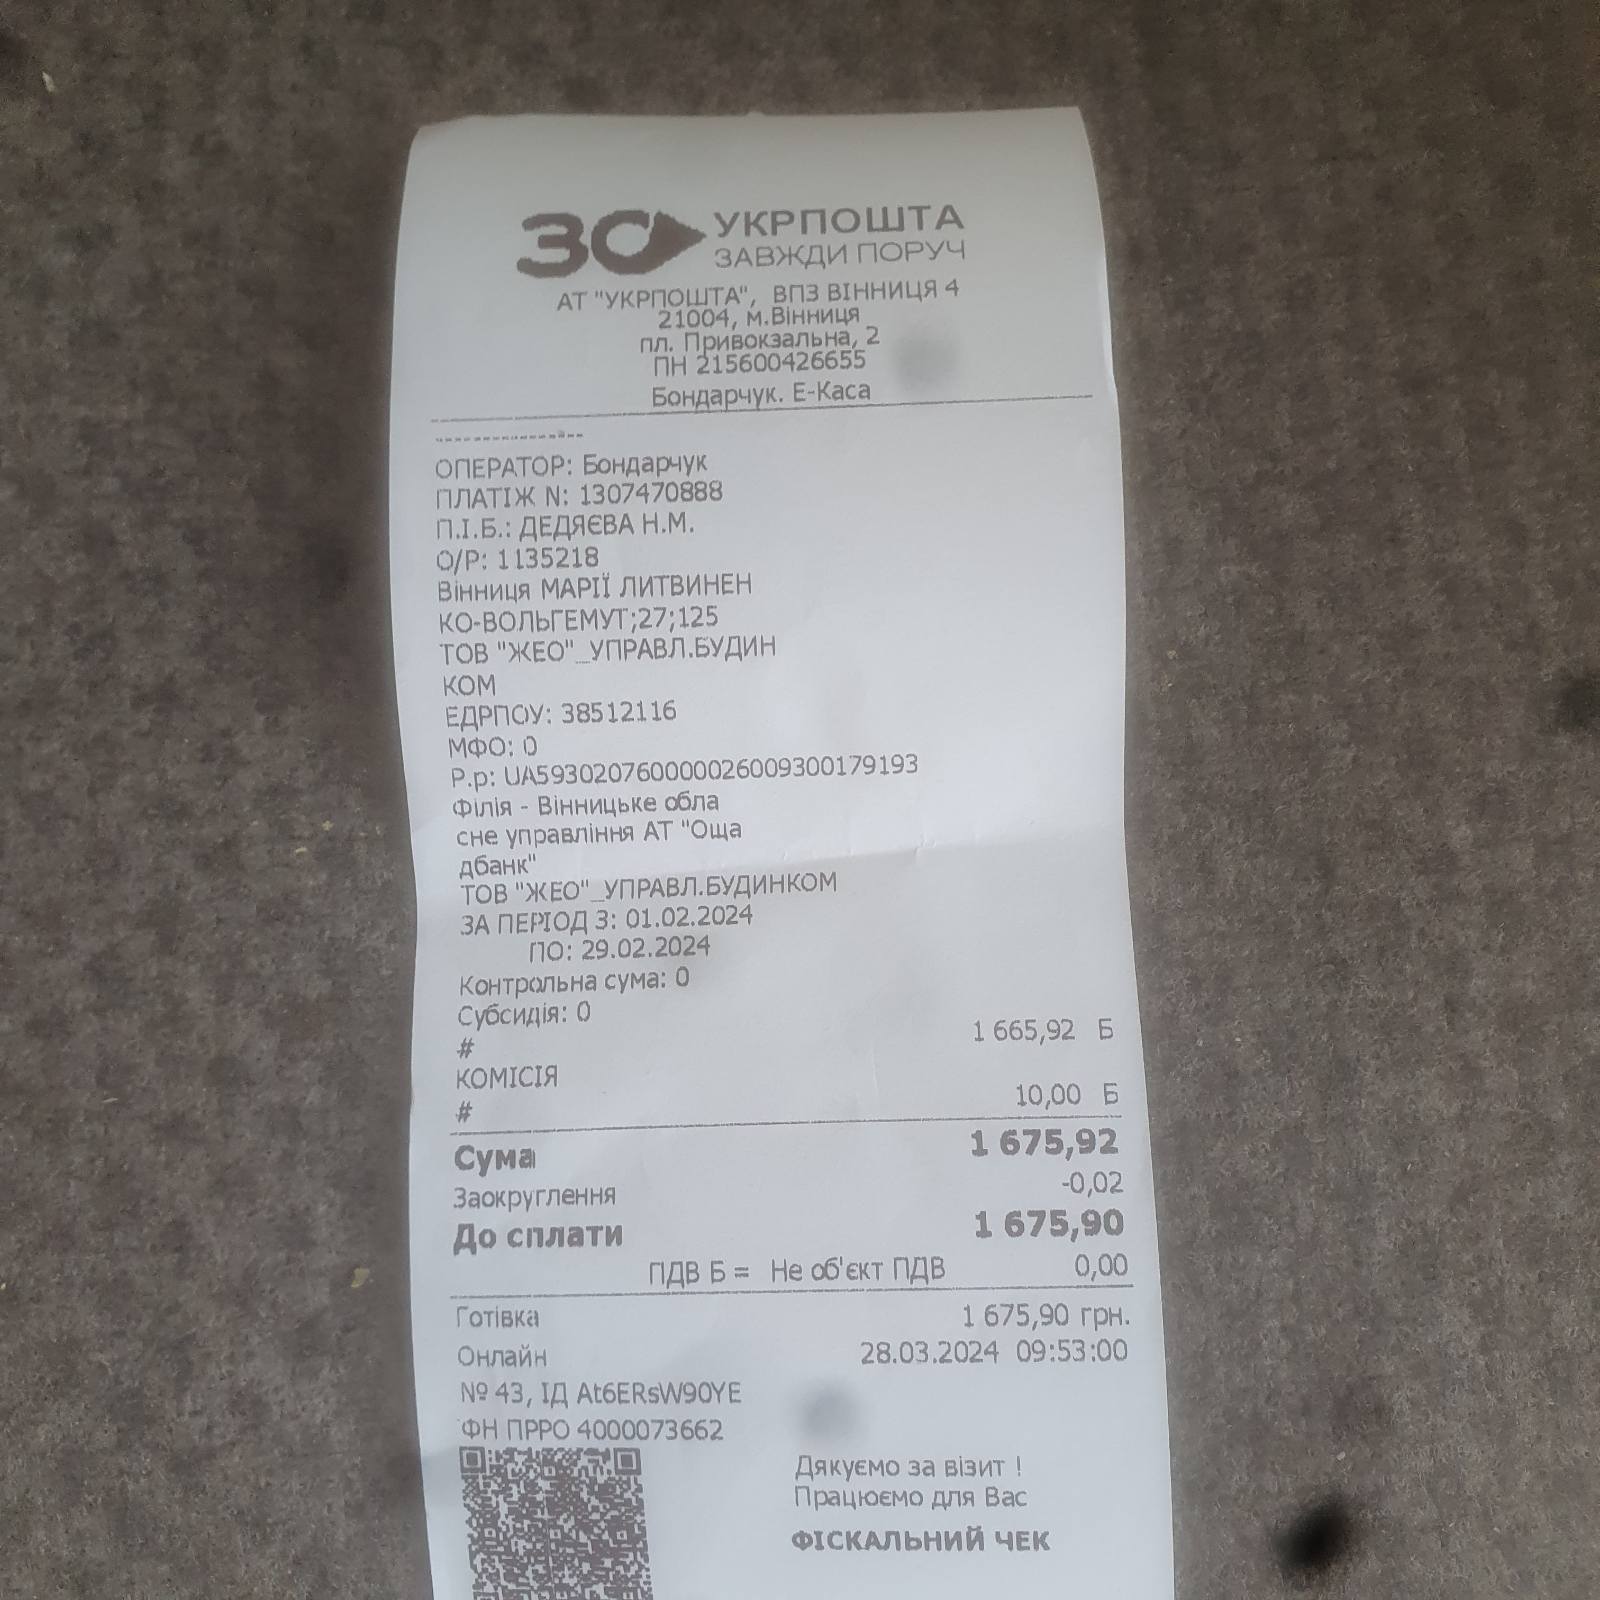 УКРПОШТА
ЗАВЖДИ ПОРУЧ
АТ "УКРПОШТА", ВПЗ ВІННИЦЯ 4
21004, м.Вінниця
пл. Привокзальна, 2
ПН 215600426655
Бондарчук. Е-Каса
-----------------
ОПЕРАТОР: Бондарчук
ПЛАТІЖ N: 1307470888
П.І.Б.: ДЕДЯЄВА Н.М.
О/Р: 1135218
Вінниця МАРІЇ ЛИТВИНЕН
КО-ВОЛЬГЕМУТ;27;125
ТОВ "ЖЕО"_УПРАВЛ.БУДИН
КОМ
ЕДРПОУ: 38512116
МФО: 0
Р.р: UA593020760000026009300179193
Філія - Вінницьке обла
сне управління АТ "Оща
дбанк"
ТОВ "ЖЕО"_УПРАВЛ.БУДИНКОМ
ЗА ПЕРІОД З: 01.02.2024
ПО: 29.02.2024
Контрольна сума: 0
Субсидія: 0
# 1 665,92 Б
КОМІСІЯ
# 10,00 Б
Сума 1 675,92
Заокруглення -0,02
До сплати 1 675,90
ПДВ Б = Не об'єкт ПДВ 0,00
Готівка 1 675,90 грн.
Онлайн 28.03.2024 09:53:00
№ 43, ІД At6ERsW90YE
ФН ПРРО 4000073662
Дякуємо за візит !
Працюємо для Вас
ФІСКАЛЬНИЙ ЧЕК